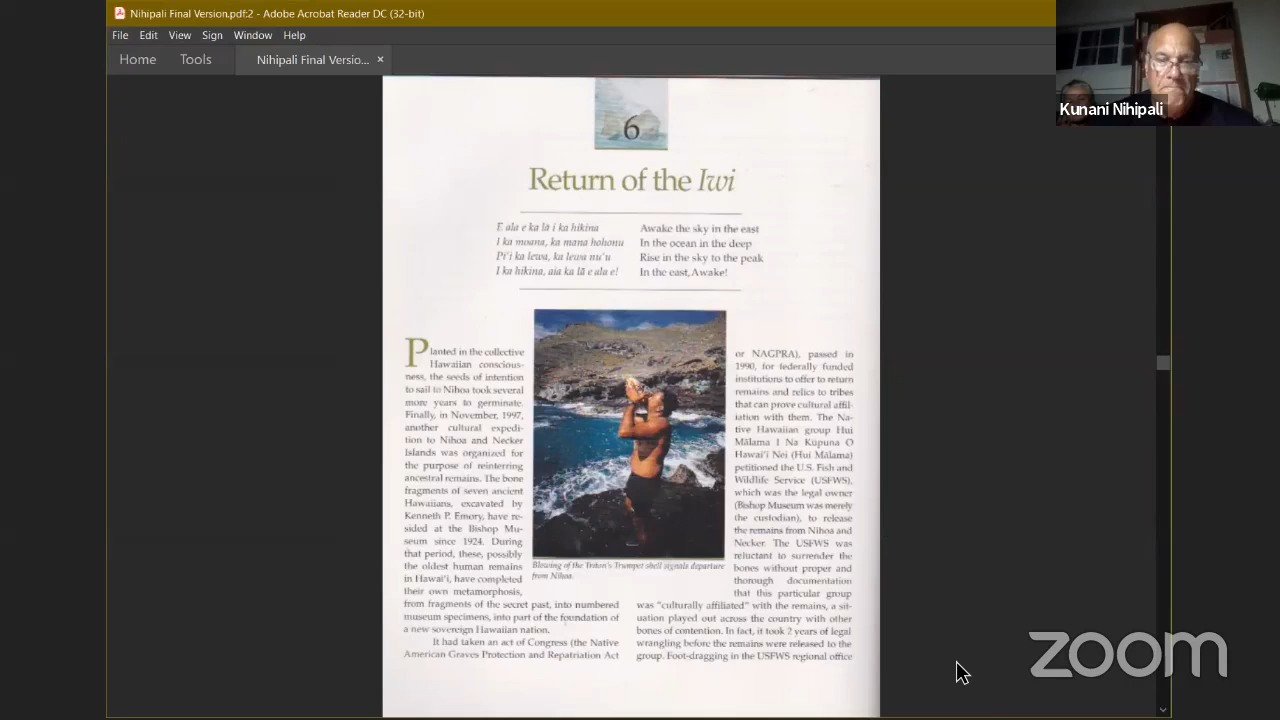 Nihipali Final Version.pdf:2 - Adobe Acrobat Reader DC (32-bit)
File Edit View Sign Window Help
Home Tools Nihipali Final Versio... ×
Kunani Nihipali
6
Return of the Iwi
E ala e ka lā i ka hikina
I ka moana, ka mana hohonu
Pi'i ka lewa, ka lewa nu'u
I ka hikina, aia ka lā e ala e!
Awake the sky in the east
In the ocean in the deep
Rise in the sky to the peak
In the east, Awake!
Planted in the collective
Hawaiian conscious-
ness, the seeds of intention
to sail to Nihoa took several
more years to germinate.
Finally, in November, 1997,
another cultural expedi-
tion to Nihoa and Necker
Islands was organized for
the purpose of reinterring
ancestral remains. The bone
fragments of seven ancient
Hawaiians, excavated by
Kenneth P. Emory, have re-
sided at the Bishop Mu-
seum since 1924. During
that period, these, possibly
the oldest human remains
in Hawai'i, have completed
their own metamorphosis,
from fragments of the secret past, into numbered
museum specimens, into part of the foundation of
a new sovereign Hawaiian nation.
It had taken an act of Congress (the Native
American Graves Protection and Repatriation Act
Blowing of the Triton's Trumpet shell signals departure
from Nihoa.
or NAGPRA), passed in
1990, for federally funded
institutions to offer to return
remains and relics to tribes
that can prove cultural affil-
iation with them. The Na-
tive Hawaiian group Hui
Mālama I Na Kūpuna O
Hawai'i Nei (Hui Mālama)
petitioned the U.S. Fish and
Wildlife Service (USFWS),
which was the legal owner
(Bishop Museum was merely
the custodian), to release
the remains from Nihoa and
Necker. The USFWS was
reluctant to surrender the
bones without proper and
thorough documentation
that this particular group
was "culturally affiliated" with the remains, a sit-
uation played out across the country with other
bones of contention. In fact, it took 2 years of legal
wrangling before the remains were released to the
group. Foot-dragging in the USFWS regional office
zoom